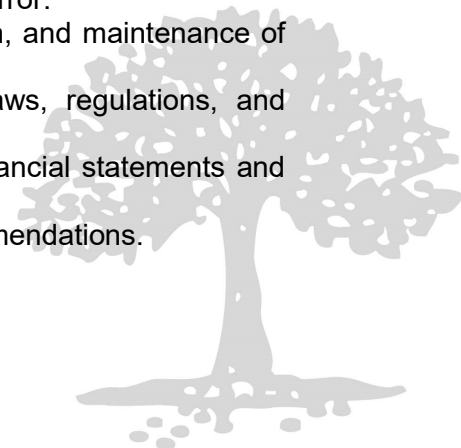 rror.
n, and maintenance of
aws, regulations, and
ancial statements and
mendations.